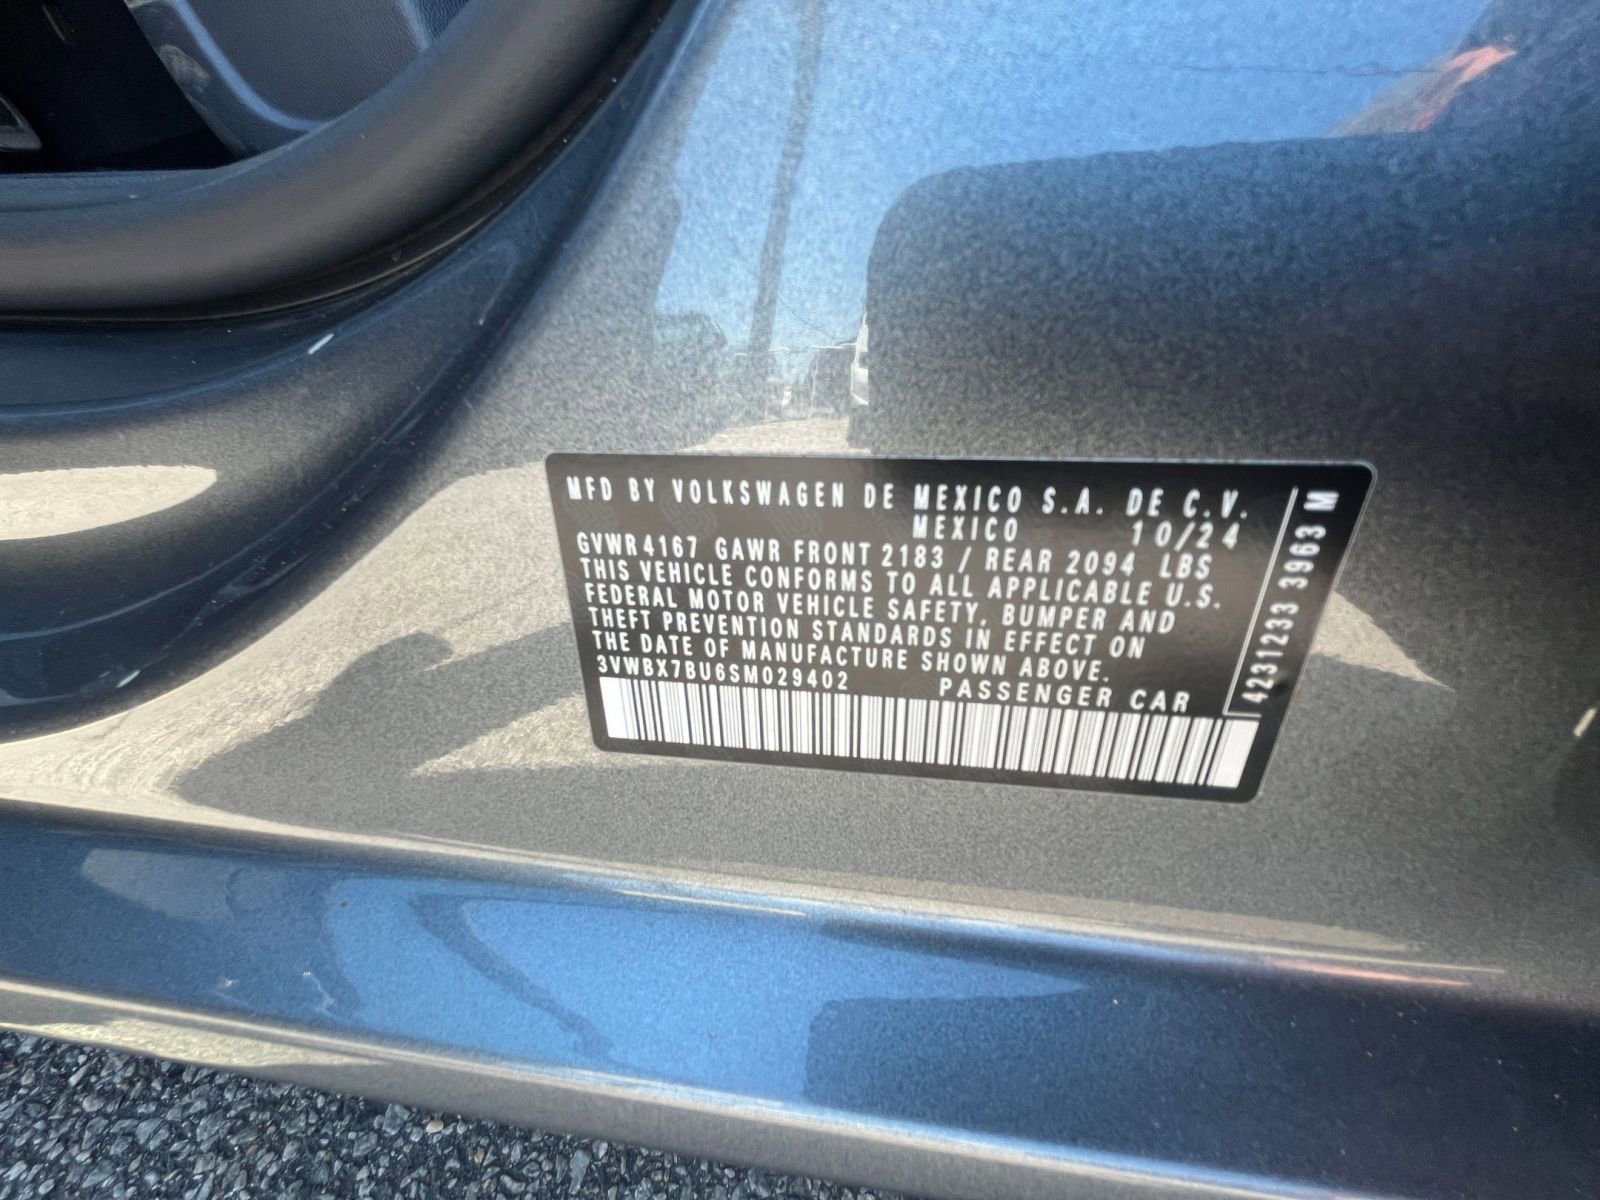 MFD BY VOLKSWAGEN DE MEXICO S.A. DE C.V.
MEXICO 10/24
GVWR 4167 GAWR FRONT 2183 / REAR 2094 LBS
THIS VEHICLE CONFORMS TO ALL APPLICABLE U.S.
FEDERAL MOTOR VEHICLE SAFETY, BUMPER AND
THEFT PREVENTION STANDARDS IN EFFECT ON
THE DATE OF MANUFACTURE SHOWN ABOVE.
3VWBX7BU6SM029402 PASSENGER CAR
4231233 3963 M